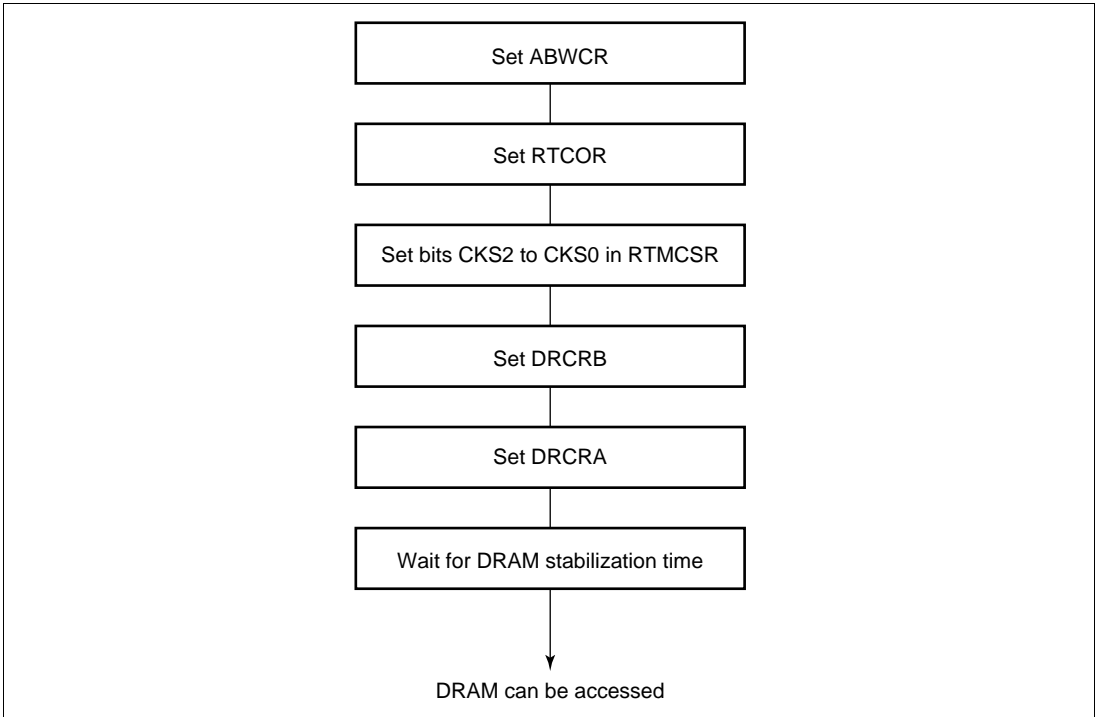 Set ABWCR
Set RTCOR
Set bits CKS2 to CKS0 in RTMCSR
Set DRCRB
Set DRCRA
Wait for DRAM stabilization time
DRAM can be accessed